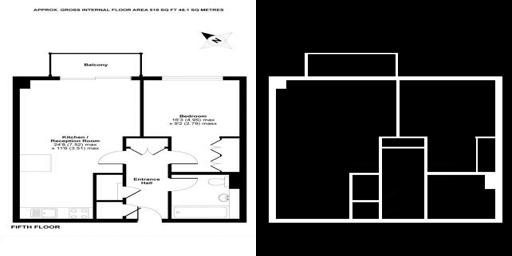 APPROX. GROSS INTERNAL FLOOR AREA 518 SQ FT 48.1 SQ METRES
N
Balcony
Bedroom
16'3 (4.95) max
x 9'2 (2.79) max
Kitchen /
Reception Room
24'8 (7.52) max
x 11'6 (3.51) max
Entrance
Hall
FIFTH FLOOR